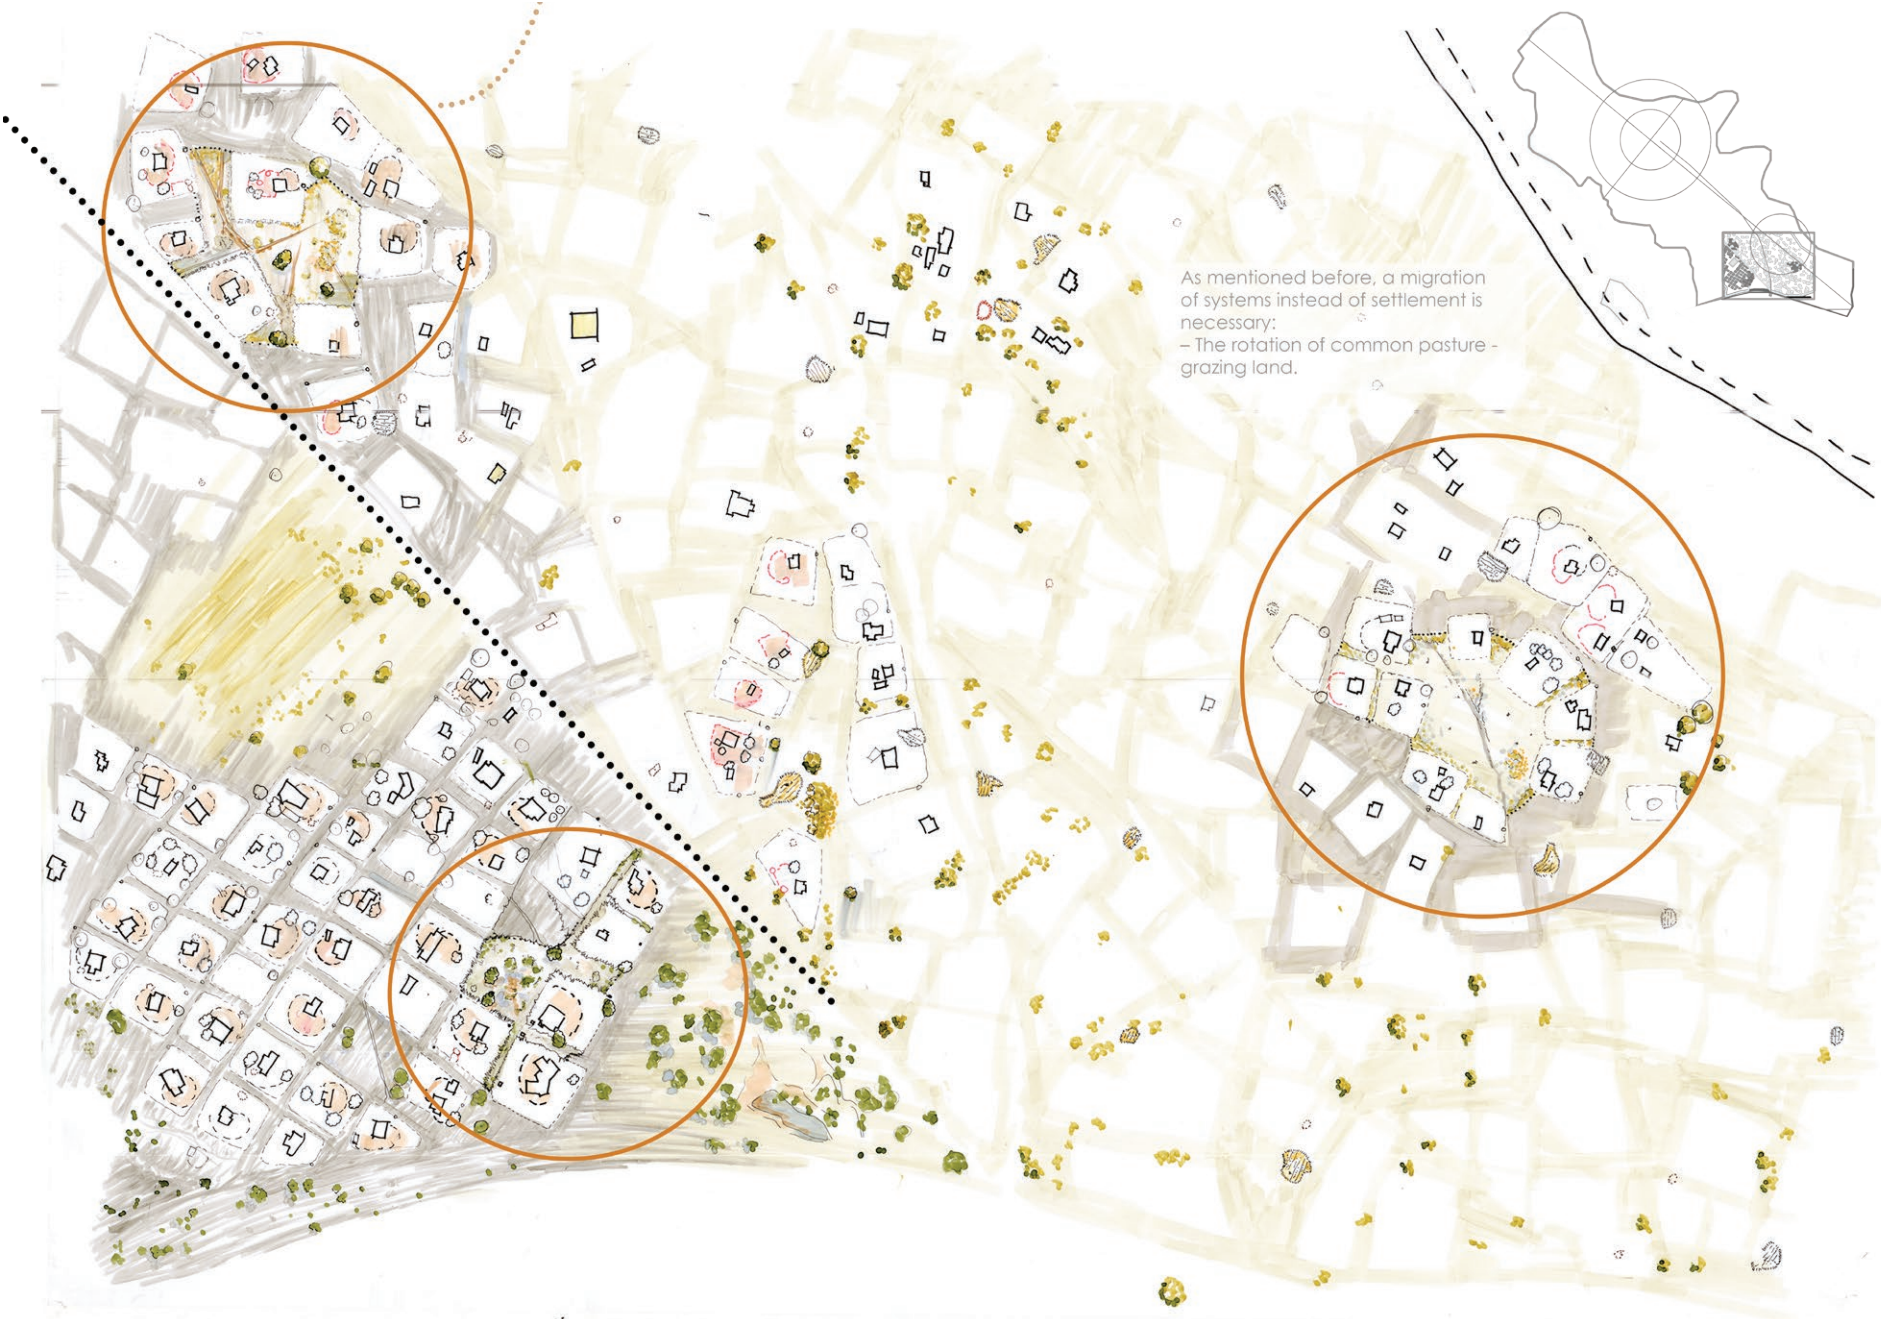 As mentioned before, a migration
of systems instead of settlement is
necessary:
– The rotation of common pasture -
grazing land.